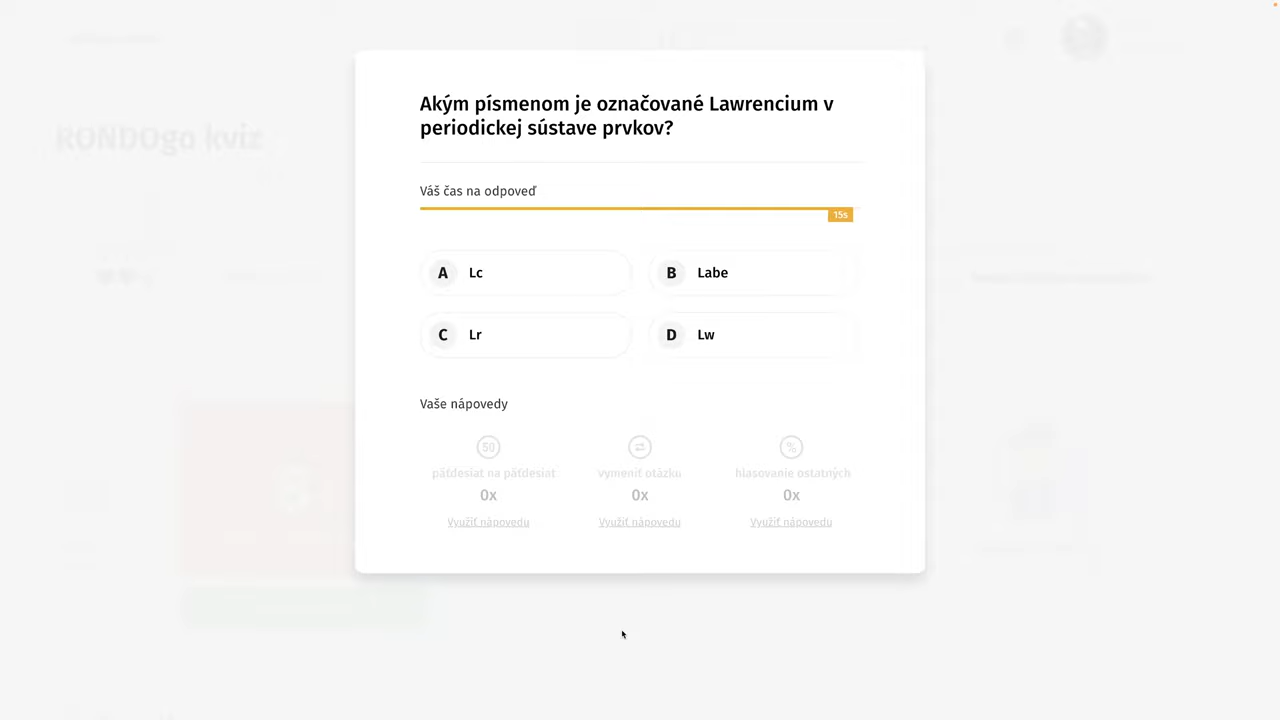 RONDOgo kvíz
Akým písmenom je označované Lawrencium v
periodickej sústave prvkov?
Váš čas na odpoveď
15s
A Lc
B Labe
C Lr
D Lw
Vaše nápovedy
50
%
päťdesiat na päťdesiat
vymeniť otázku
hlasovanie ostatných
0x
0x
0x
Využiť nápovedu
Využiť nápovedu
Využiť nápovedu